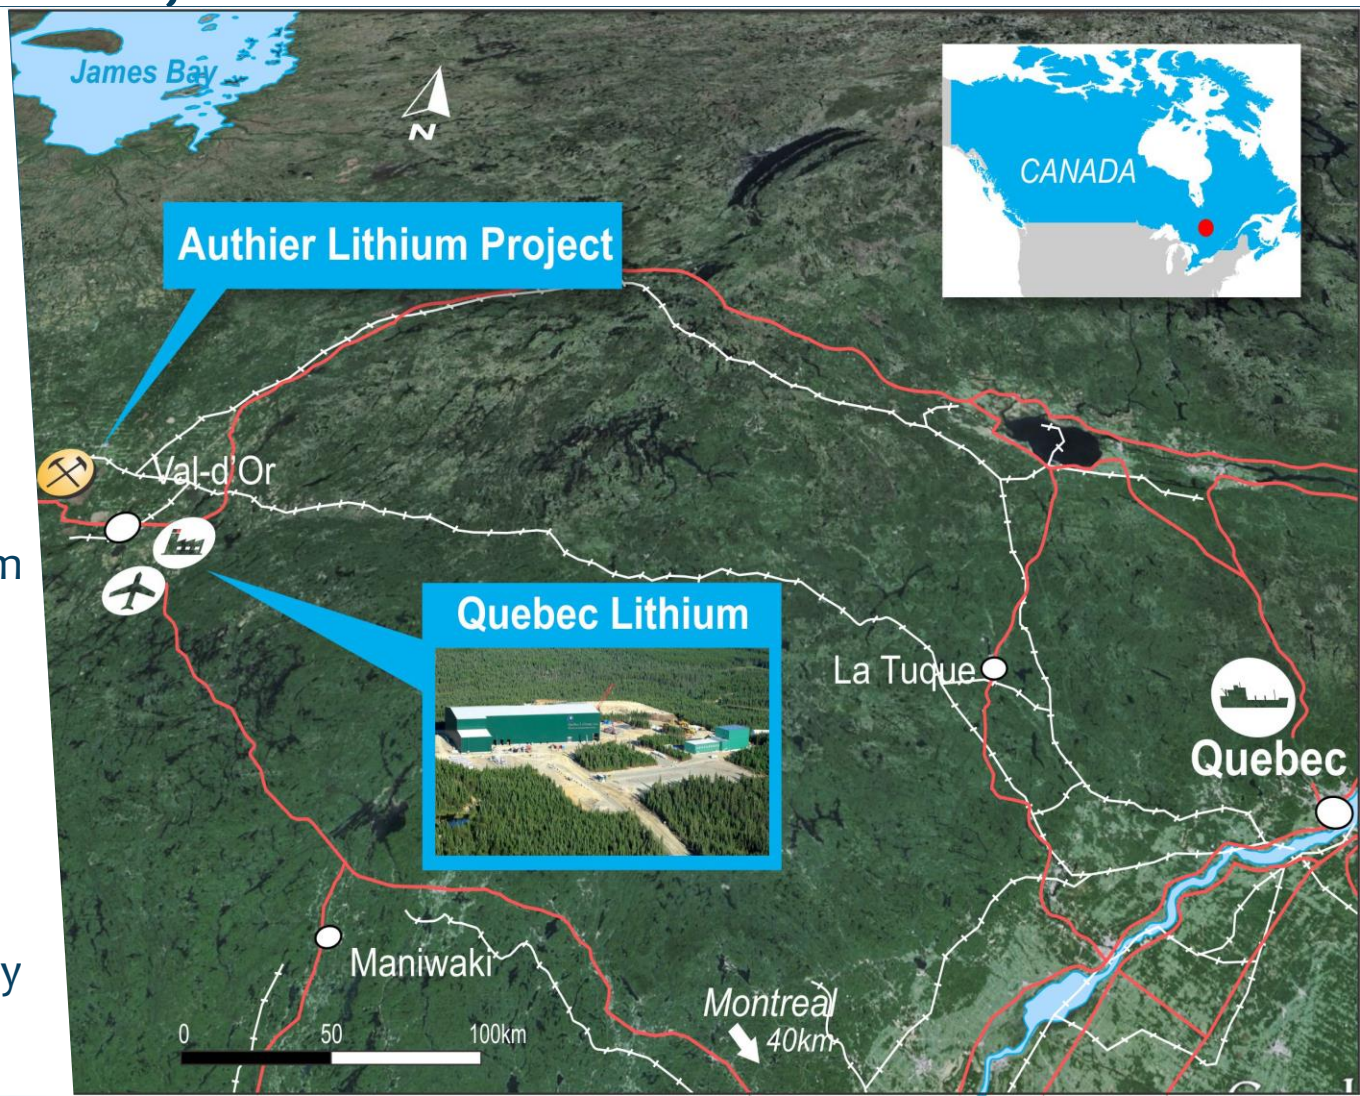 James Bay
N
CANADA
Authier Lithium Project
Val-d'Or
m
Quebec Lithium
La Tuque
Quebec
y
Maniwaki
Montreal
40km
0 50 100km